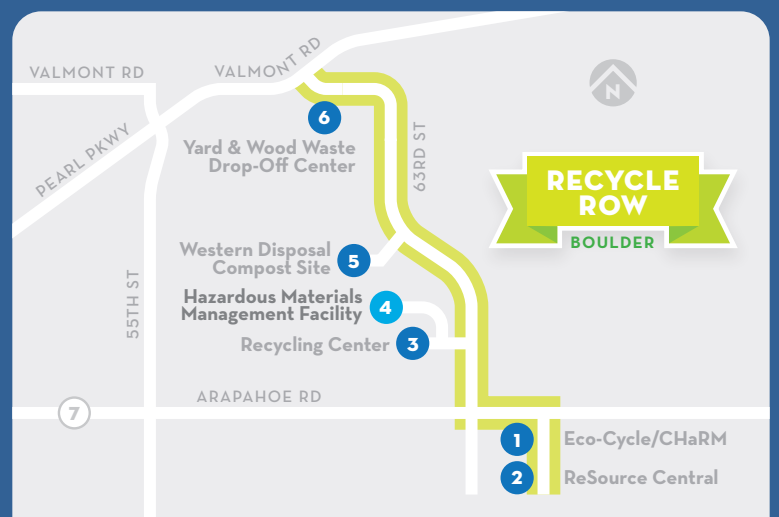 VALMONT RD
VALMONT RD
PEARL PKWY
N
6
Yard & Wood Waste
Drop-Off Center
63RD ST
RECYCLE
ROW
BOULDER
5
Western Disposal
Compost Site
55TH ST
Hazardous Materials
Management Facility
4
Recycling Center
3
ARAPAHOE RD
7
1
Eco-Cycle/CHaRM
2
ReSource Central